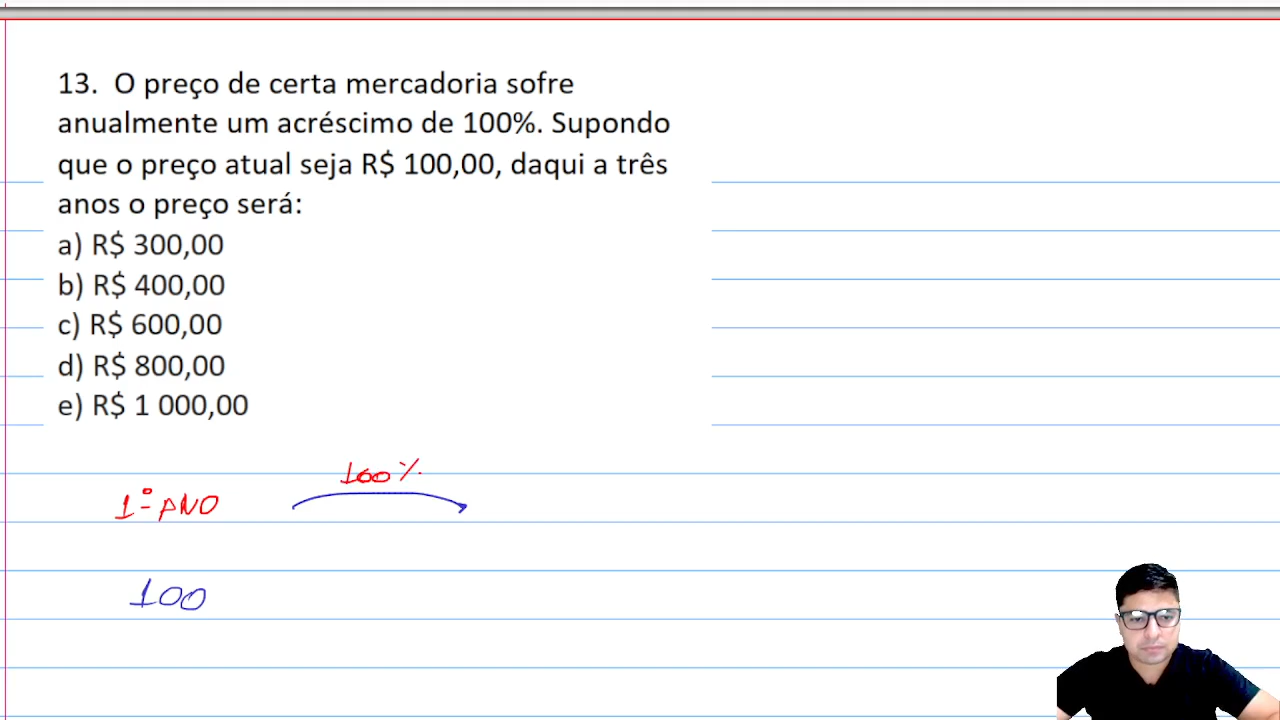 13. O preço de certa mercadoria sofre
anualmente um acréscimo de 100%. Supondo
que o preço atual seja R$ 100,00, daqui a três
anos o preço será:
a) R$ 300,00
b) R$ 400,00
c) R$ 600,00
d) R$ 800,00
e) R$ 1 000,00
100%
1º ANO
100